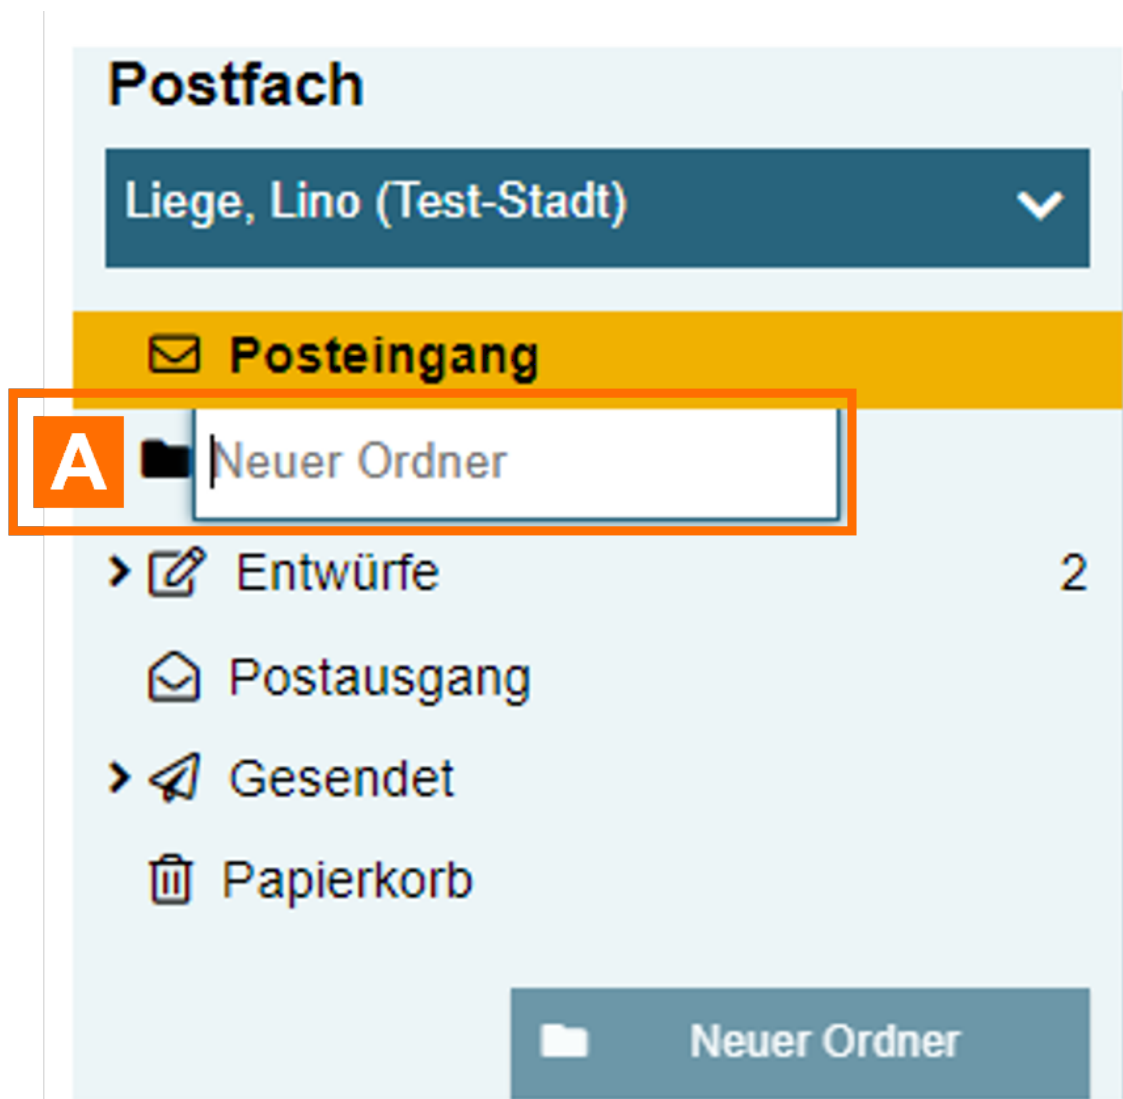 Postfach
Liege, Lino (Test-Stadt)
Posteingang
A Neuer Ordner
Entwürfe 2
Postausgang
Gesendet
Papierkorb
Neuer Ordner